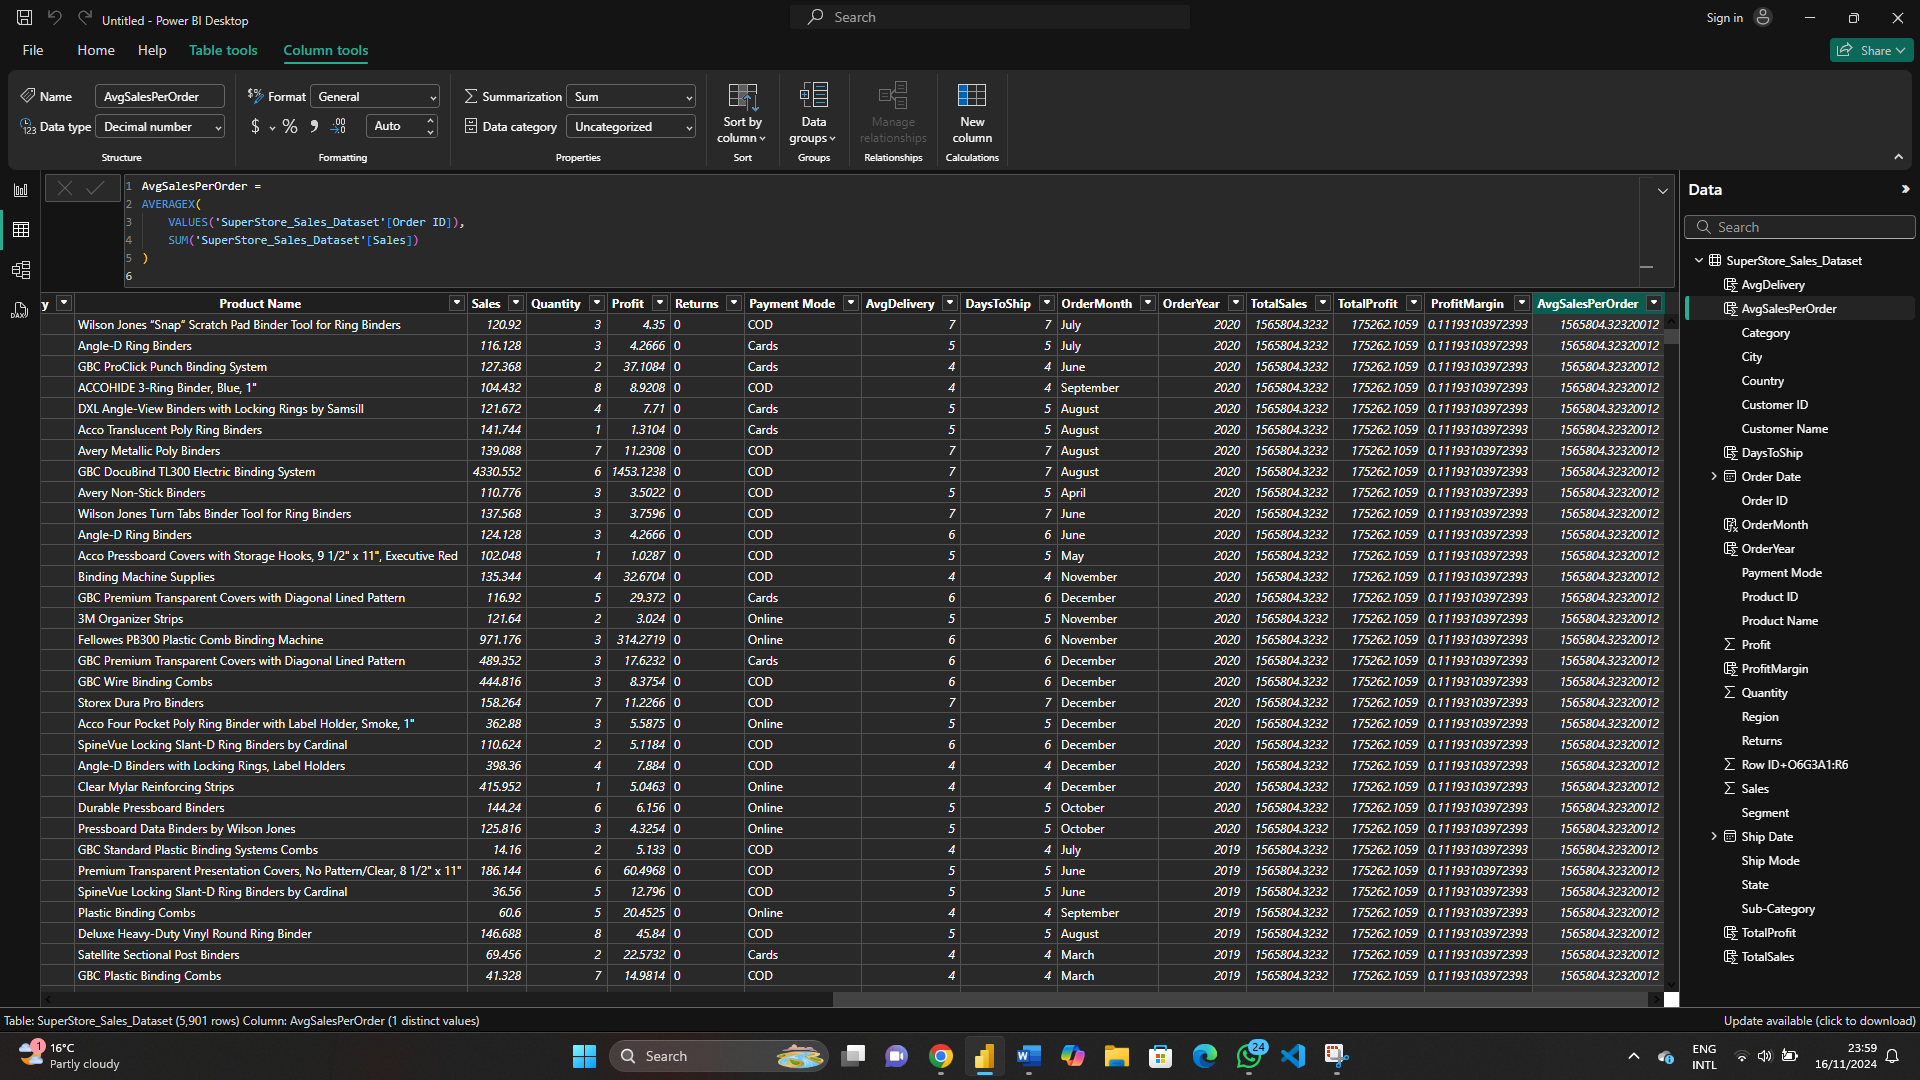 Untitled - Power BI Desktop
Search
Sign in
File Home Help Table tools Column tools
Share
Name AvgSalesPerOrder
Data type Decimal number
Structure
Format General
$ % Auto
Formatting
Summarization Sum
Data category Uncategorized
Properties
Sort by column
Sort
Data groups
Groups
Manage relationships
Relationships
New column
Calculations
1 AvgSalesPerOrder =
2 AVERAGEX(
3 VALUES('SuperStore_Sales_Dataset'[Order ID]),
4 SUM('SuperStore_Sales_Dataset'[Sales])
5 )
6
y Product Name Sales Quantity Profit Returns Payment Mode AvgDelivery DaysToShip OrderMonth OrderYear TotalSales TotalProfit ProfitMargin AvgSalesPerOrder
Wilson Jones “Snap” Scratch Pad Binder Tool for Ring Binders 120.92 3 4.35 0 COD 7 7 July 2020 1565804.3232 175262.1059 0.11193103972393 1565804.32320012
Angle-D Ring Binders 116.128 3 4.2666 0 Cards 5 5 July 2020 1565804.3232 175262.1059 0.11193103972393 1565804.32320012
GBC ProClick Punch Binding System 127.368 2 37.1084 0 Cards 4 4 June 2020 1565804.3232 175262.1059 0.11193103972393 1565804.32320012
ACCOHIDE 3-Ring Binder, Blue, 1" 104.432 8 8.9208 0 COD 4 4 September 2020 1565804.3232 175262.1059 0.11193103972393 1565804.32320012
DXL Angle-View Binders with Locking Rings by Samsill 121.672 4 7.71 0 Cards 5 5 August 2020 1565804.3232 175262.1059 0.11193103972393 1565804.32320012
Acco Translucent Poly Ring Binders 141.744 1 1.3104 0 Cards 5 5 August 2020 1565804.3232 175262.1059 0.11193103972393 1565804.32320012
Avery Metallic Poly Binders 139.088 7 11.2308 0 COD 7 7 August 2020 1565804.3232 175262.1059 0.11193103972393 1565804.32320012
GBC DocuBind TL300 Electric Binding System 4330.552 6 1453.1238 0 COD 7 7 August 2020 1565804.3232 175262.1059 0.11193103972393 1565804.32320012
Avery Non-Stick Binders 110.776 3 3.5022 0 COD 5 5 April 2020 1565804.3232 175262.1059 0.11193103972393 1565804.32320012
Wilson Jones Turn Tabs Binder Tool for Ring Binders 137.568 3 3.7596 0 COD 7 7 June 2020 1565804.3232 175262.1059 0.11193103972393 1565804.32320012
Angle-D Ring Binders 124.128 3 4.2666 0 COD 6 6 June 2020 1565804.3232 175262.1059 0.11193103972393 1565804.32320012
Acco Pressboard Covers with Storage Hooks, 9 1/2" x 11", Executive Red 102.048 1 1.0287 0 COD 5 5 May 2020 1565804.3232 175262.1059 0.11193103972393 1565804.32320012
Binding Machine Supplies 135.344 4 32.6704 0 COD 4 4 November 2020 1565804.3232 175262.1059 0.11193103972393 1565804.32320012
GBC Premium Transparent Covers with Diagonal Lined Pattern 116.92 5 29.372 0 Cards 6 6 December 2020 1565804.3232 175262.1059 0.11193103972393 1565804.32320012
3M Organizer Strips 121.64 2 3.024 0 Online 5 5 November 2020 1565804.3232 175262.1059 0.11193103972393 1565804.32320012
Fellowes PB300 Plastic Comb Binding Machine 971.176 3 314.2719 0 Online 6 6 November 2020 1565804.3232 175262.1059 0.11193103972393 1565804.32320012
GBC Premium Transparent Covers with Diagonal Lined Pattern 489.352 3 17.6232 0 Cards 6 6 December 2020 1565804.3232 175262.1059 0.11193103972393 1565804.32320012
GBC Wire Binding Combs 444.816 3 8.3754 0 COD 6 6 December 2020 1565804.3232 175262.1059 0.11193103972393 1565804.32320012
Storex Dura Pro Binders 158.264 7 11.2266 0 COD 7 7 December 2020 1565804.3232 175262.1059 0.11193103972393 1565804.32320012
Acco Four Pocket Poly Ring Binder with Label Holder, Smoke, 1" 362.88 3 5.5875 0 Online 5 5 December 2020 1565804.3232 175262.1059 0.11193103972393 1565804.32320012
SpineVue Locking Slant-D Ring Binders by Cardinal 110.624 2 5.1184 0 COD 6 6 December 2020 1565804.3232 175262.1059 0.11193103972393 1565804.32320012
Angle-D Binders with Locking Rings, Label Holders 398.36 4 7.884 0 COD 4 4 December 2020 1565804.3232 175262.1059 0.11193103972393 1565804.32320012
Clear Mylar Reinforcing Strips 415.952 1 5.0463 0 Online 4 4 December 2020 1565804.3232 175262.1059 0.11193103972393 1565804.32320012
Durable Pressboard Binders 144.24 6 6.156 0 Online 5 5 October 2020 1565804.3232 175262.1059 0.11193103972393 1565804.32320012
Pressboard Data Binders by Wilson Jones 125.816 3 4.3254 0 Online 5 5 October 2020 1565804.3232 175262.1059 0.11193103972393 1565804.32320012
GBC Standard Plastic Binding Systems Combs 14.16 2 5.133 0 COD 4 4 July 2019 1565804.3232 175262.1059 0.11193103972393 1565804.32320012
Premium Transparent Presentation Covers, No Pattern/Clear, 8 1/2" x 11" 186.144 6 60.4968 0 COD 5 5 June 2019 1565804.3232 175262.1059 0.11193103972393 1565804.32320012
SpineVue Locking Slant-D Ring Binders by Cardinal 36.56 5 12.796 0 COD 5 5 June 2019 1565804.3232 175262.1059 0.11193103972393 1565804.32320012
Plastic Binding Combs 60.6 5 20.4525 0 Online 4 4 September 2019 1565804.3232 175262.1059 0.11193103972393 1565804.32320012
Deluxe Heavy-Duty Vinyl Round Ring Binder 146.688 8 45.84 0 COD 5 5 August 2019 1565804.3232 175262.1059 0.11193103972393 1565804.32320012
Satellite Sectional Post Binders 69.456 2 22.5732 0 Cards 4 4 March 2019 1565804.3232 175262.1059 0.11193103972393 1565804.32320012
GBC Plastic Binding Combs 41.328 7 14.9814 0 COD 4 4 March 2019 1565804.3232 175262.1059 0.11193103972393 1565804.32320012
Data
Search
SuperStore_Sales_Dataset
AvgDelivery
AvgSalesPerOrder
Category
City
Country
Customer ID
Customer Name
DaysToShip
Order Date
Order ID
OrderMonth
OrderYear
Payment Mode
Product ID
Product Name
Profit
ProfitMargin
Quantity
Region
Returns
Row ID+O6G3A1:R6
Sales
Segment
Ship Date
Ship Mode
State
Sub-Category
TotalProfit
TotalSales
Table: SuperStore_Sales_Dataset (5,901 rows) Column: AvgSalesPerOrder (1 distinct values)
Update available (click to download)
1
16°C
Partly cloudy
Search
24
ENG
INTL
23:59
16/11/2024